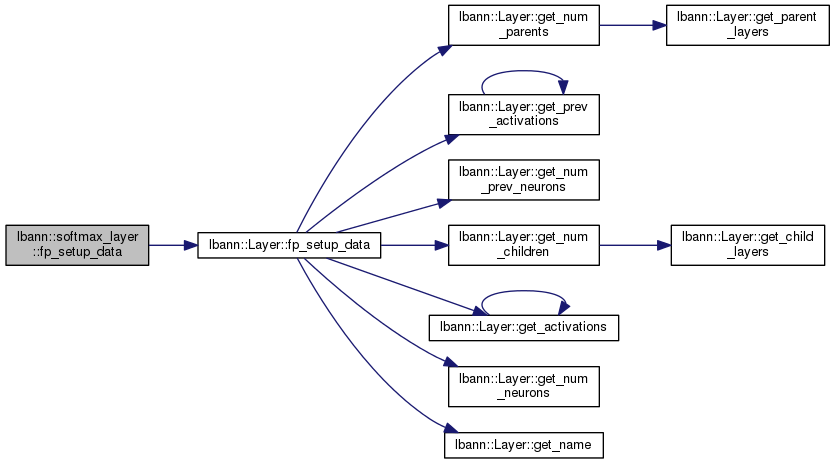 lbann::softmax_layer
::fp_setup_data
lbann::Layer::fp_setup_data
lbann::Layer::get_num
_parents
lbann::Layer::get_parent
_layers
lbann::Layer::get_prev
_activations
lbann::Layer::get_num
_prev_neurons
lbann::Layer::get_num
_children
lbann::Layer::get_child
_layers
lbann::Layer::get_activations
lbann::Layer::get_num
_neurons
lbann::Layer::get_name